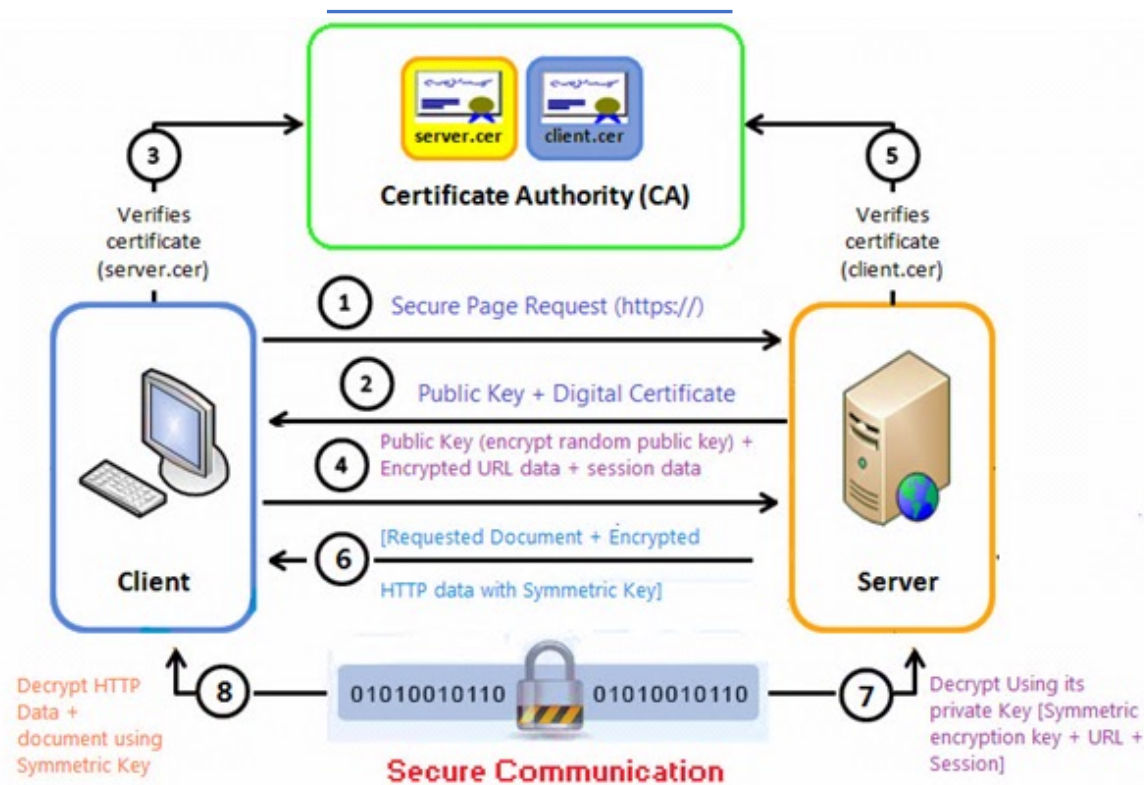 server.cer
client.cer
Certificate Authority (CA)
3
5
Verifies
certificate
(server.cer)
Verifies
certificate
(client.cer)
1
Secure Page Request (https://)
2
Public Key + Digital Certificate
4
Public Key (encrypt random public key) +
Encrypted URL data + session data
6
[Requested Document + Encrypted
HTTP data with Symmetric Key]
Client
Server
8
01010010110
01010010110
7
Decrypt HTTP
Data +
document using
Symmetric Key
Decrypt Using its
private Key [Symmetric
encryption key + URL +
Session]
Secure Communication